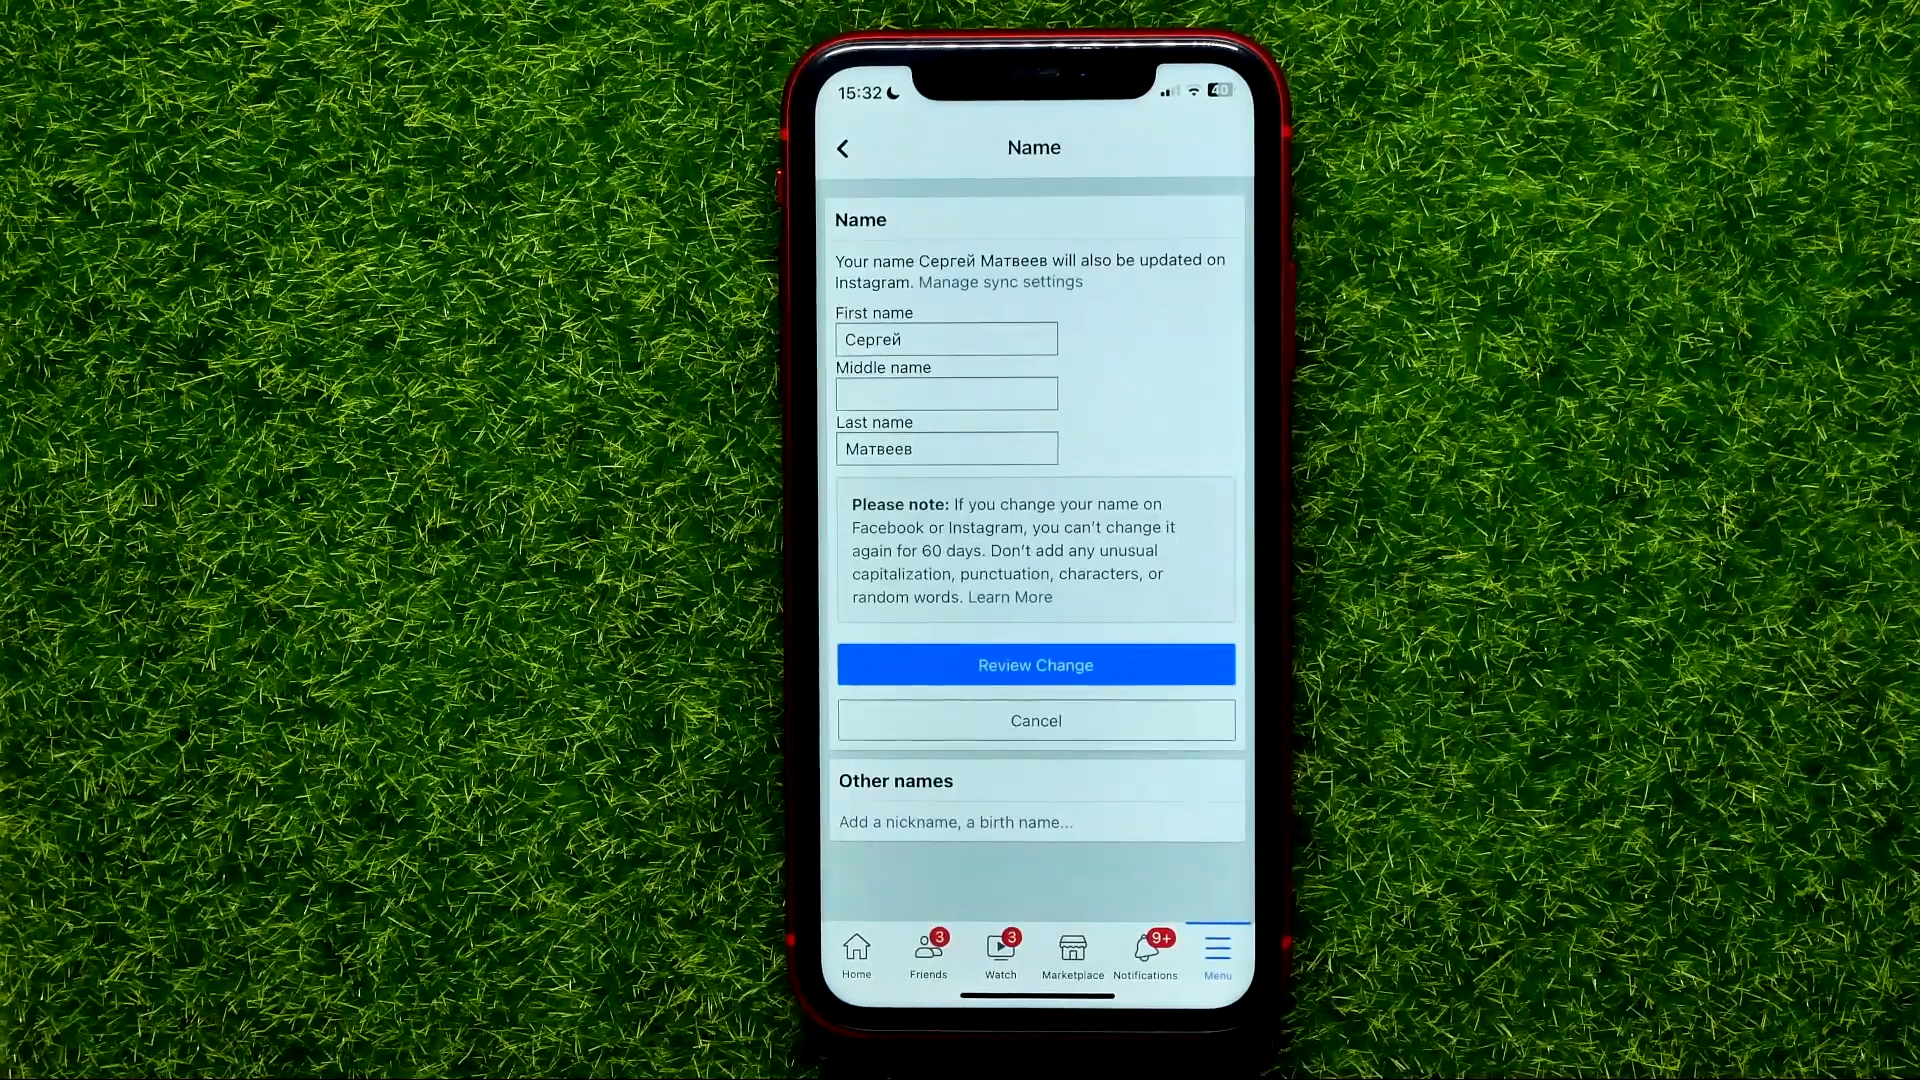 15:32
40
Name
Name
Your name Сергей Матвеев will also be updated on
Instagram. Manage sync settings
First name
Сергей
Middle name
Last name
Матвеев
Please note: If you change your name on
Facebook or Instagram, you can't change it
again for 60 days. Don't add any unusual
capitalization, punctuation, characters, or
random words. Learn More
Review Change
Cancel
Other names
Add a nickname, a birth name...
3 3 9+
Home Friends Watch Marketplace Notifications Menu